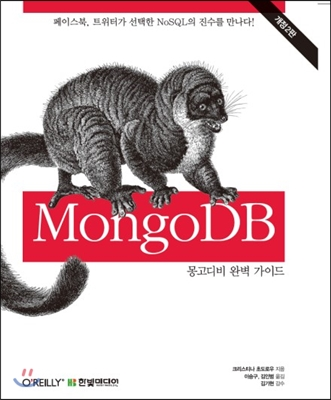 페이스북, 트위터가 선택한 NoSQL의 진수를 만나다!
개정2판
MongoDB
몽고디비 완벽 가이드
크리스티나 초도로우 지음
이승구, 김인범 옮김
김기현 감수
O'REILLY® 한빛미디어